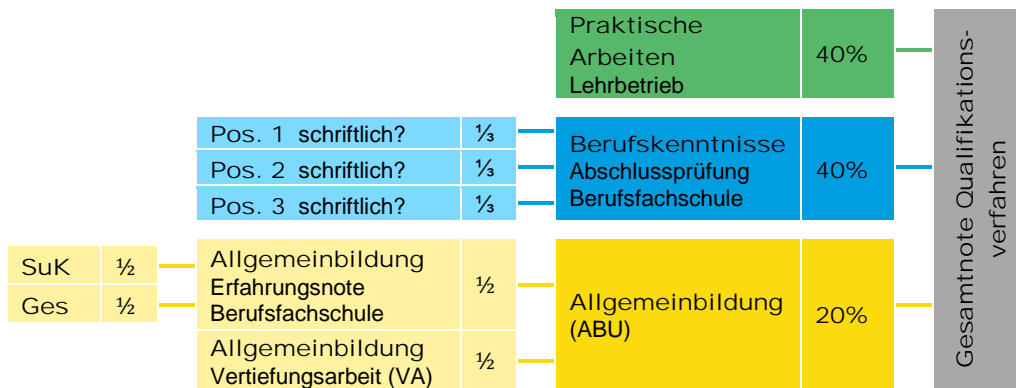 Praktische
Arbeiten
Lehrbetrieb
40%
Pos. 1 schriftlich?
⅓
Pos. 2 schriftlich?
⅓
Pos. 3 schriftlich?
⅓
Berufskenntnisse
Abschlussprüfung
Berufsfachschule
40%
SuK
½
Ges
½
Allgemeinbildung
Erfahrungsnote
Berufsfachschule
½
Allgemeinbildung
Vertiefungsarbeit (VA)
½
Allgemeinbildung
(ABU)
20%
Gesamtnote Qualifikations-
verfahren